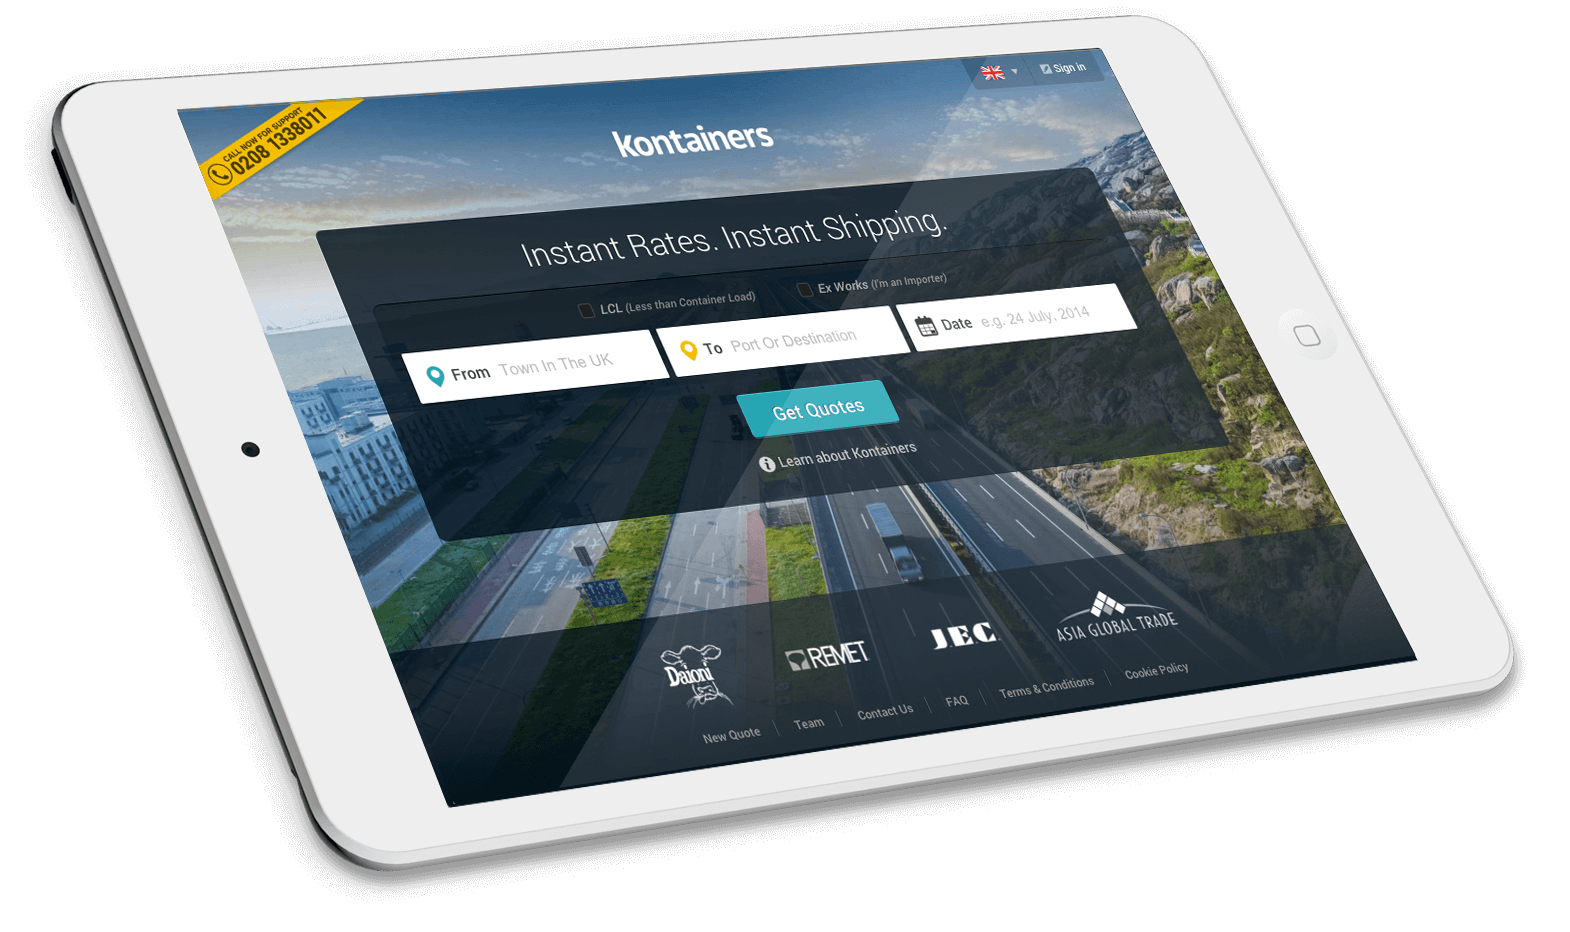 CALL NOW FOR SUPPORT
0208 1338011
Sign in
kontainers
Instant Rates. Instant Shipping.
LCL (Less than Container Load)
Ex Works (I'm an Importer)
From Town In The UK
To Port Or Destination
Date e.g. 24 July, 2014
Get Quotes
Learn about Kontainers
Daioni
REMET
JEC
ASIA GLOBAL TRADE
New Quote
Team
Contact Us
FAQ
Terms & Conditions
Cookie Policy